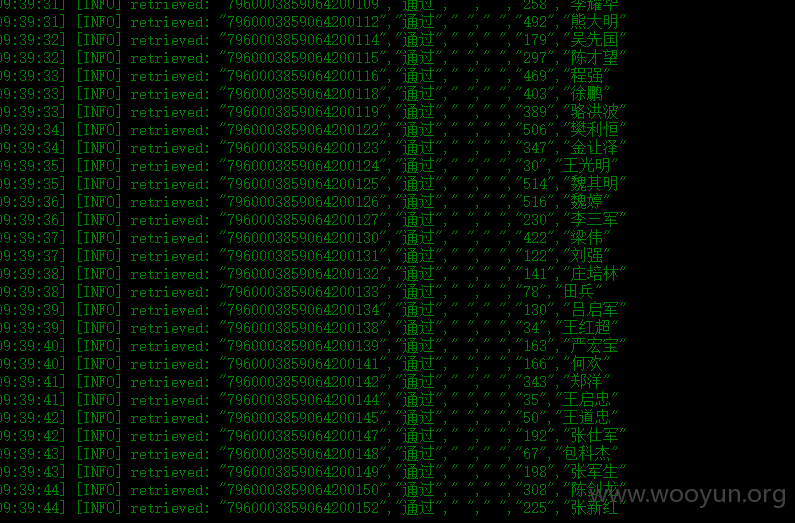 09:39:31] [INFO] retrieved: "7960003859064200109","通过"," "," ","258","李耀华"
09:39:31] [INFO] retrieved: "7960003859064200112","通过"," "," ","492","熊大明"
09:39:32] [INFO] retrieved: "7960003859064200114","通过"," "," ","179","吴先国"
09:39:32] [INFO] retrieved: "7960003859064200115","通过"," "," ","297","陈才望"
09:39:33] [INFO] retrieved: "7960003859064200116","通过"," "," ","469","程强"
09:39:33] [INFO] retrieved: "7960003859064200118","通过"," "," ","403","徐鹏"
09:39:33] [INFO] retrieved: "7960003859064200119","通过"," "," ","389","骆洪波"
09:39:34] [INFO] retrieved: "7960003859064200122","通过"," "," ","506","樊利恒"
09:39:34] [INFO] retrieved: "7960003859064200123","通过"," "," ","347","金让泽"
09:39:35] [INFO] retrieved: "7960003859064200124","通过"," "," ","30","王光明"
09:39:35] [INFO] retrieved: "7960003859064200125","通过"," "," ","514","魏其明"
09:39:36] [INFO] retrieved: "7960003859064200126","通过"," "," ","516","魏婷"
09:39:36] [INFO] retrieved: "7960003859064200127","通过"," "," ","230","李三军"
09:39:37] [INFO] retrieved: "7960003859064200130","通过"," "," ","422","梁伟"
09:39:37] [INFO] retrieved: "7960003859064200131","通过"," "," ","122","刘强"
09:39:38] [INFO] retrieved: "7960003859064200132","通过"," "," ","141","庄培林"
09:39:38] [INFO] retrieved: "7960003859064200133","通过"," "," ","78","田兵"
09:39:39] [INFO] retrieved: "7960003859064200134","通过"," "," ","130","吕启军"
09:39:39] [INFO] retrieved: "7960003859064200138","通过"," "," ","34","王红超"
09:39:40] [INFO] retrieved: "7960003859064200139","通过"," "," ","163","严宏宝"
09:39:40] [INFO] retrieved: "7960003859064200141","通过"," "," ","166","何欢"
09:39:41] [INFO] retrieved: "7960003859064200142","通过"," "," ","343","郑洋"
09:39:41] [INFO] retrieved: "7960003859064200144","通过"," "," ","35","王启忠"
09:39:42] [INFO] retrieved: "7960003859064200145","通过"," "," ","50","王道忠"
09:39:42] [INFO] retrieved: "7960003859064200147","通过"," "," ","192","张仕军"
09:39:43] [INFO] retrieved: "7960003859064200148","通过"," "," ","67","包科杰"
09:39:43] [INFO] retrieved: "7960003859064200149","通过"," "," ","198","张军生"
09:39:44] [INFO] retrieved: "7960003859064200150","通过"," "," ","308","陈剑
09:39:44] [INFO] retrieved: "7960003859064200152","通过"," "," ","225","张新红"
www.wooyun.org